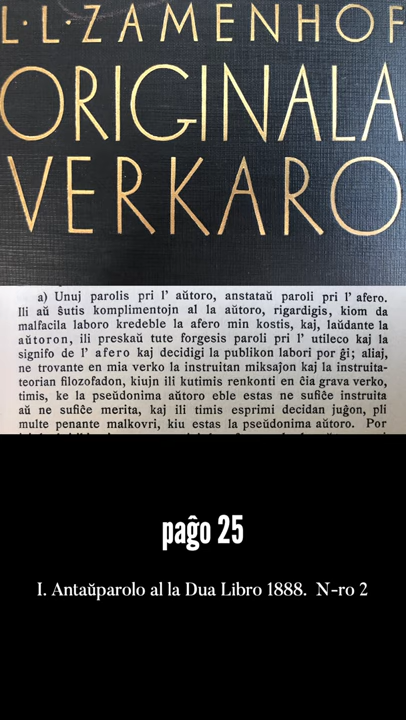 L·L·ZAMENHOF
ORIGINALA
VERKARO
a) Unuj parolis pri l' aŭtoro, anstataŭ paroli pri l' afero.
Ili aŭ ŝutis komplimentojn al la aŭtoro, rigardigis, kiom da
malfacila laboro kredeble la afero min kostis, kaj, laŭdante la
aŭtoron, ili preskaŭ tute forgesis paroli pri l' utileco kaj la
signifo de l' afero kaj decidigi la publikon labori por ĝi; aliaj,
ne trovante en mia verko la instruitan miksaĵon kaj la instruita-
teorian filozofadon, kiujn ili kutimis renkonti en ĉia grava verko,
timis, ke la pseŭdonima aŭtoro eble estas ne sufiĉe instruita
aŭ ne sufiĉe merita, kaj ili timis esprimi decidan juĝon, pli
multe penante malkovri, kiu estas la pseŭdonima aŭtoro. Por
paĝo 25
I. Antaŭparolo al la Dua Libro 1888. N-ro 2